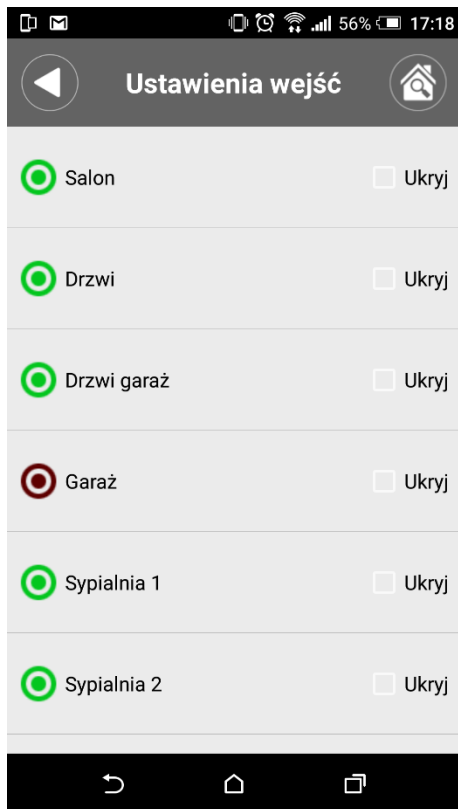 56% 17:18
Ustawienia wejść
Salon Ukryj
Drzwi Ukryj
Drzwi garaż Ukryj
Garaż Ukryj
Sypialnia 1 Ukryj
Sypialnia 2 Ukryj